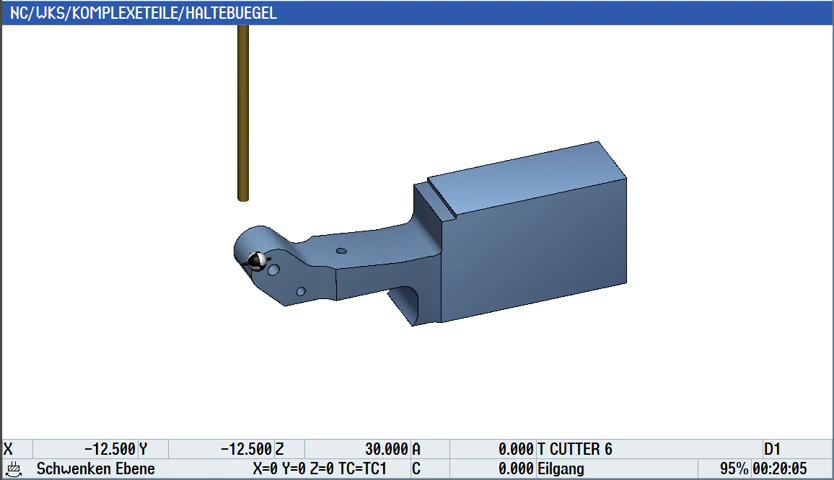 NC/WKS/KOMPLEXETEILE/HALTEBUEGEL
X -12.500 Y -12.500 Z 30.000 A 0.000 T CUTTER 6 D1
Schwenken Ebene X=0 Y=0 Z=0 TC=TC1 C 0.000 Eilgang 95% 00:20:05